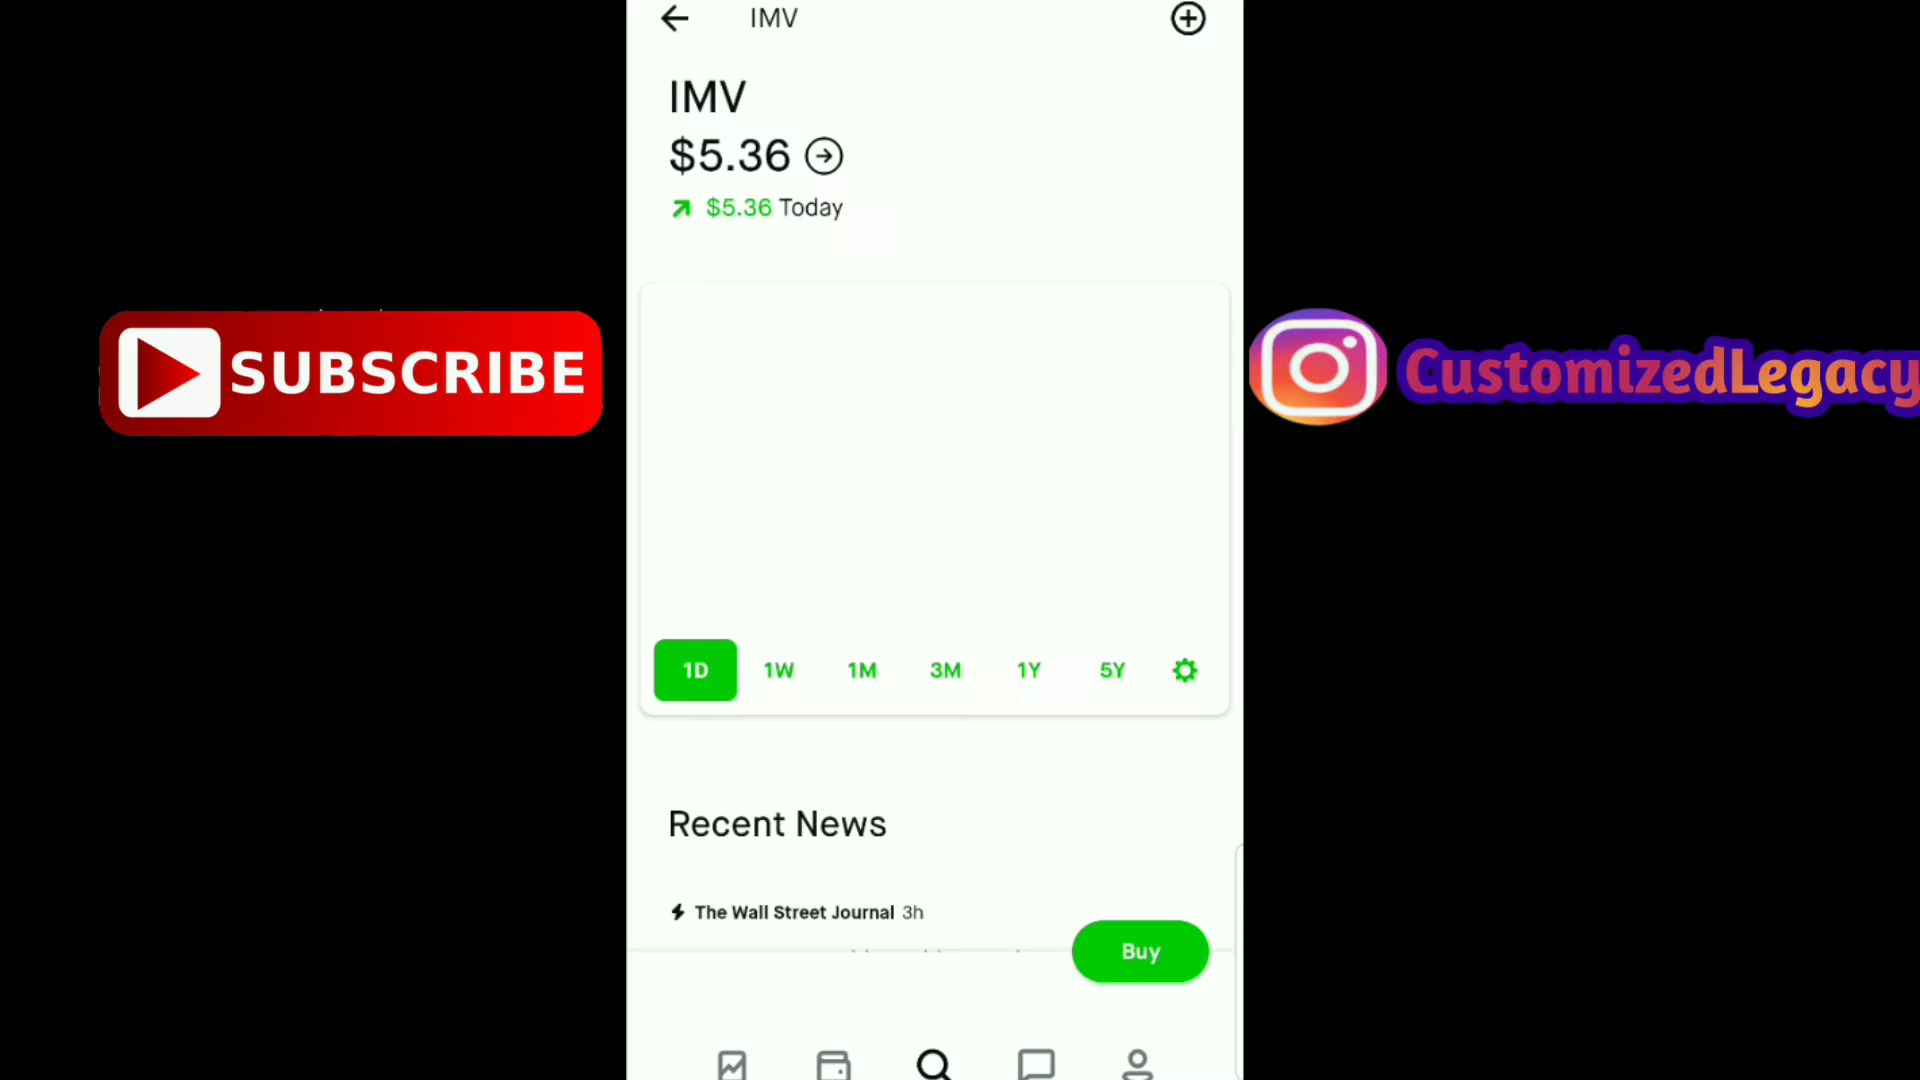 IMV
IMV
$5.36
$5.36 Today
SUBSCRIBE
CustomizedLegacy
1D 1W 1M 3M 1Y 5Y
Recent News
The Wall Street Journal 3h
Buy